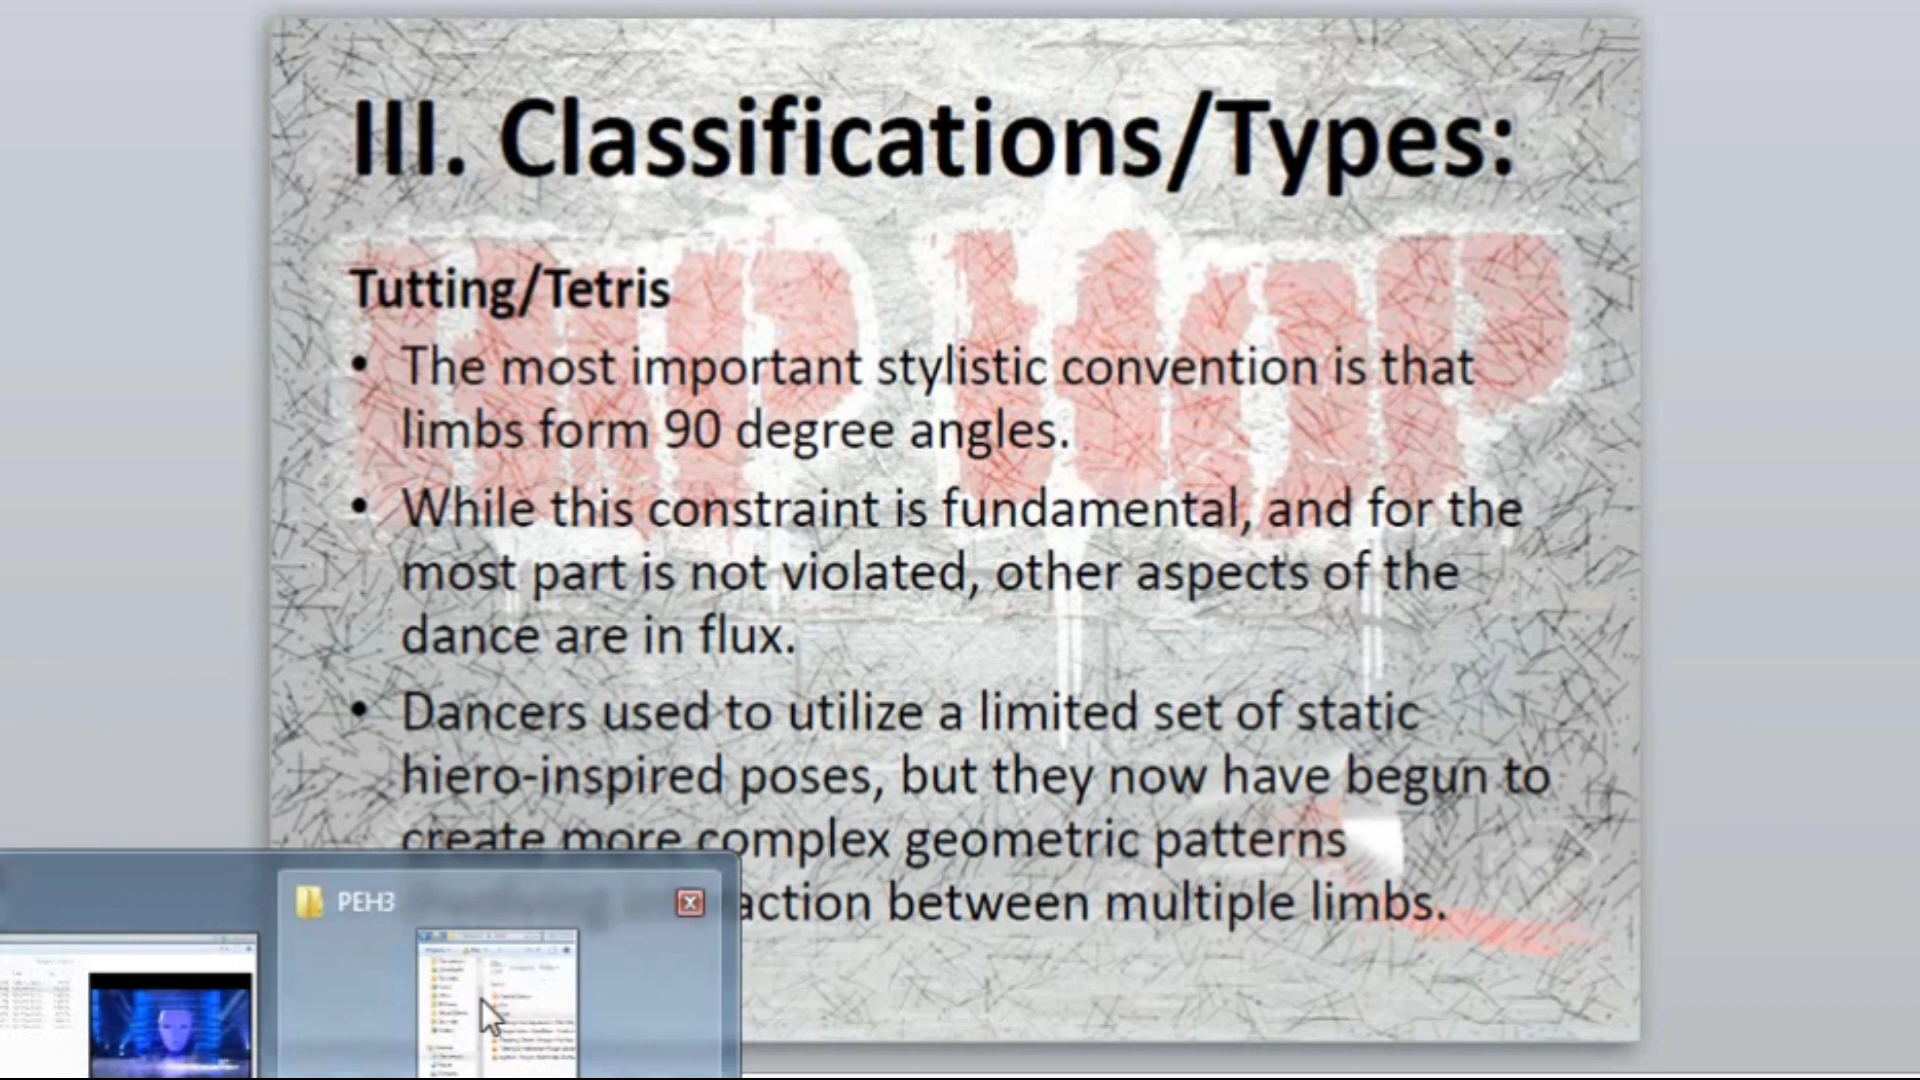 III. Classifications/Types:
HIP HOP
Tutting/Tetris
• The most important stylistic convention is that
limbs form 90 degree angles.
• While this constraint is fundamental, and for the
most part is not violated, other aspects of the
dance are in flux.
• Dancers used to utilize a limited set of static
hiero-inspired poses, but they now have begun to
create more complex geometric patterns
action between multiple limbs.
PEH3